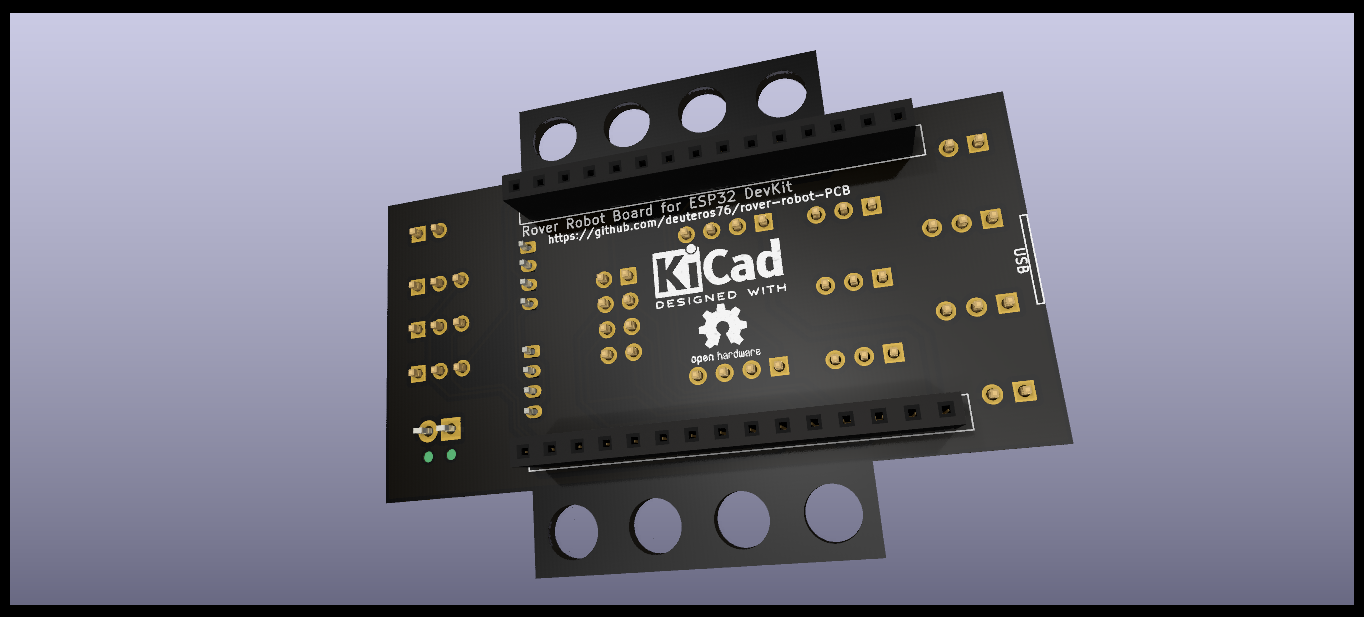 Rover Robot Board for ESP32 DevKit
https://github.com/deuteros76/rover-robot-PCB
KiCad
DESIGNED WITH
open hardware
USB